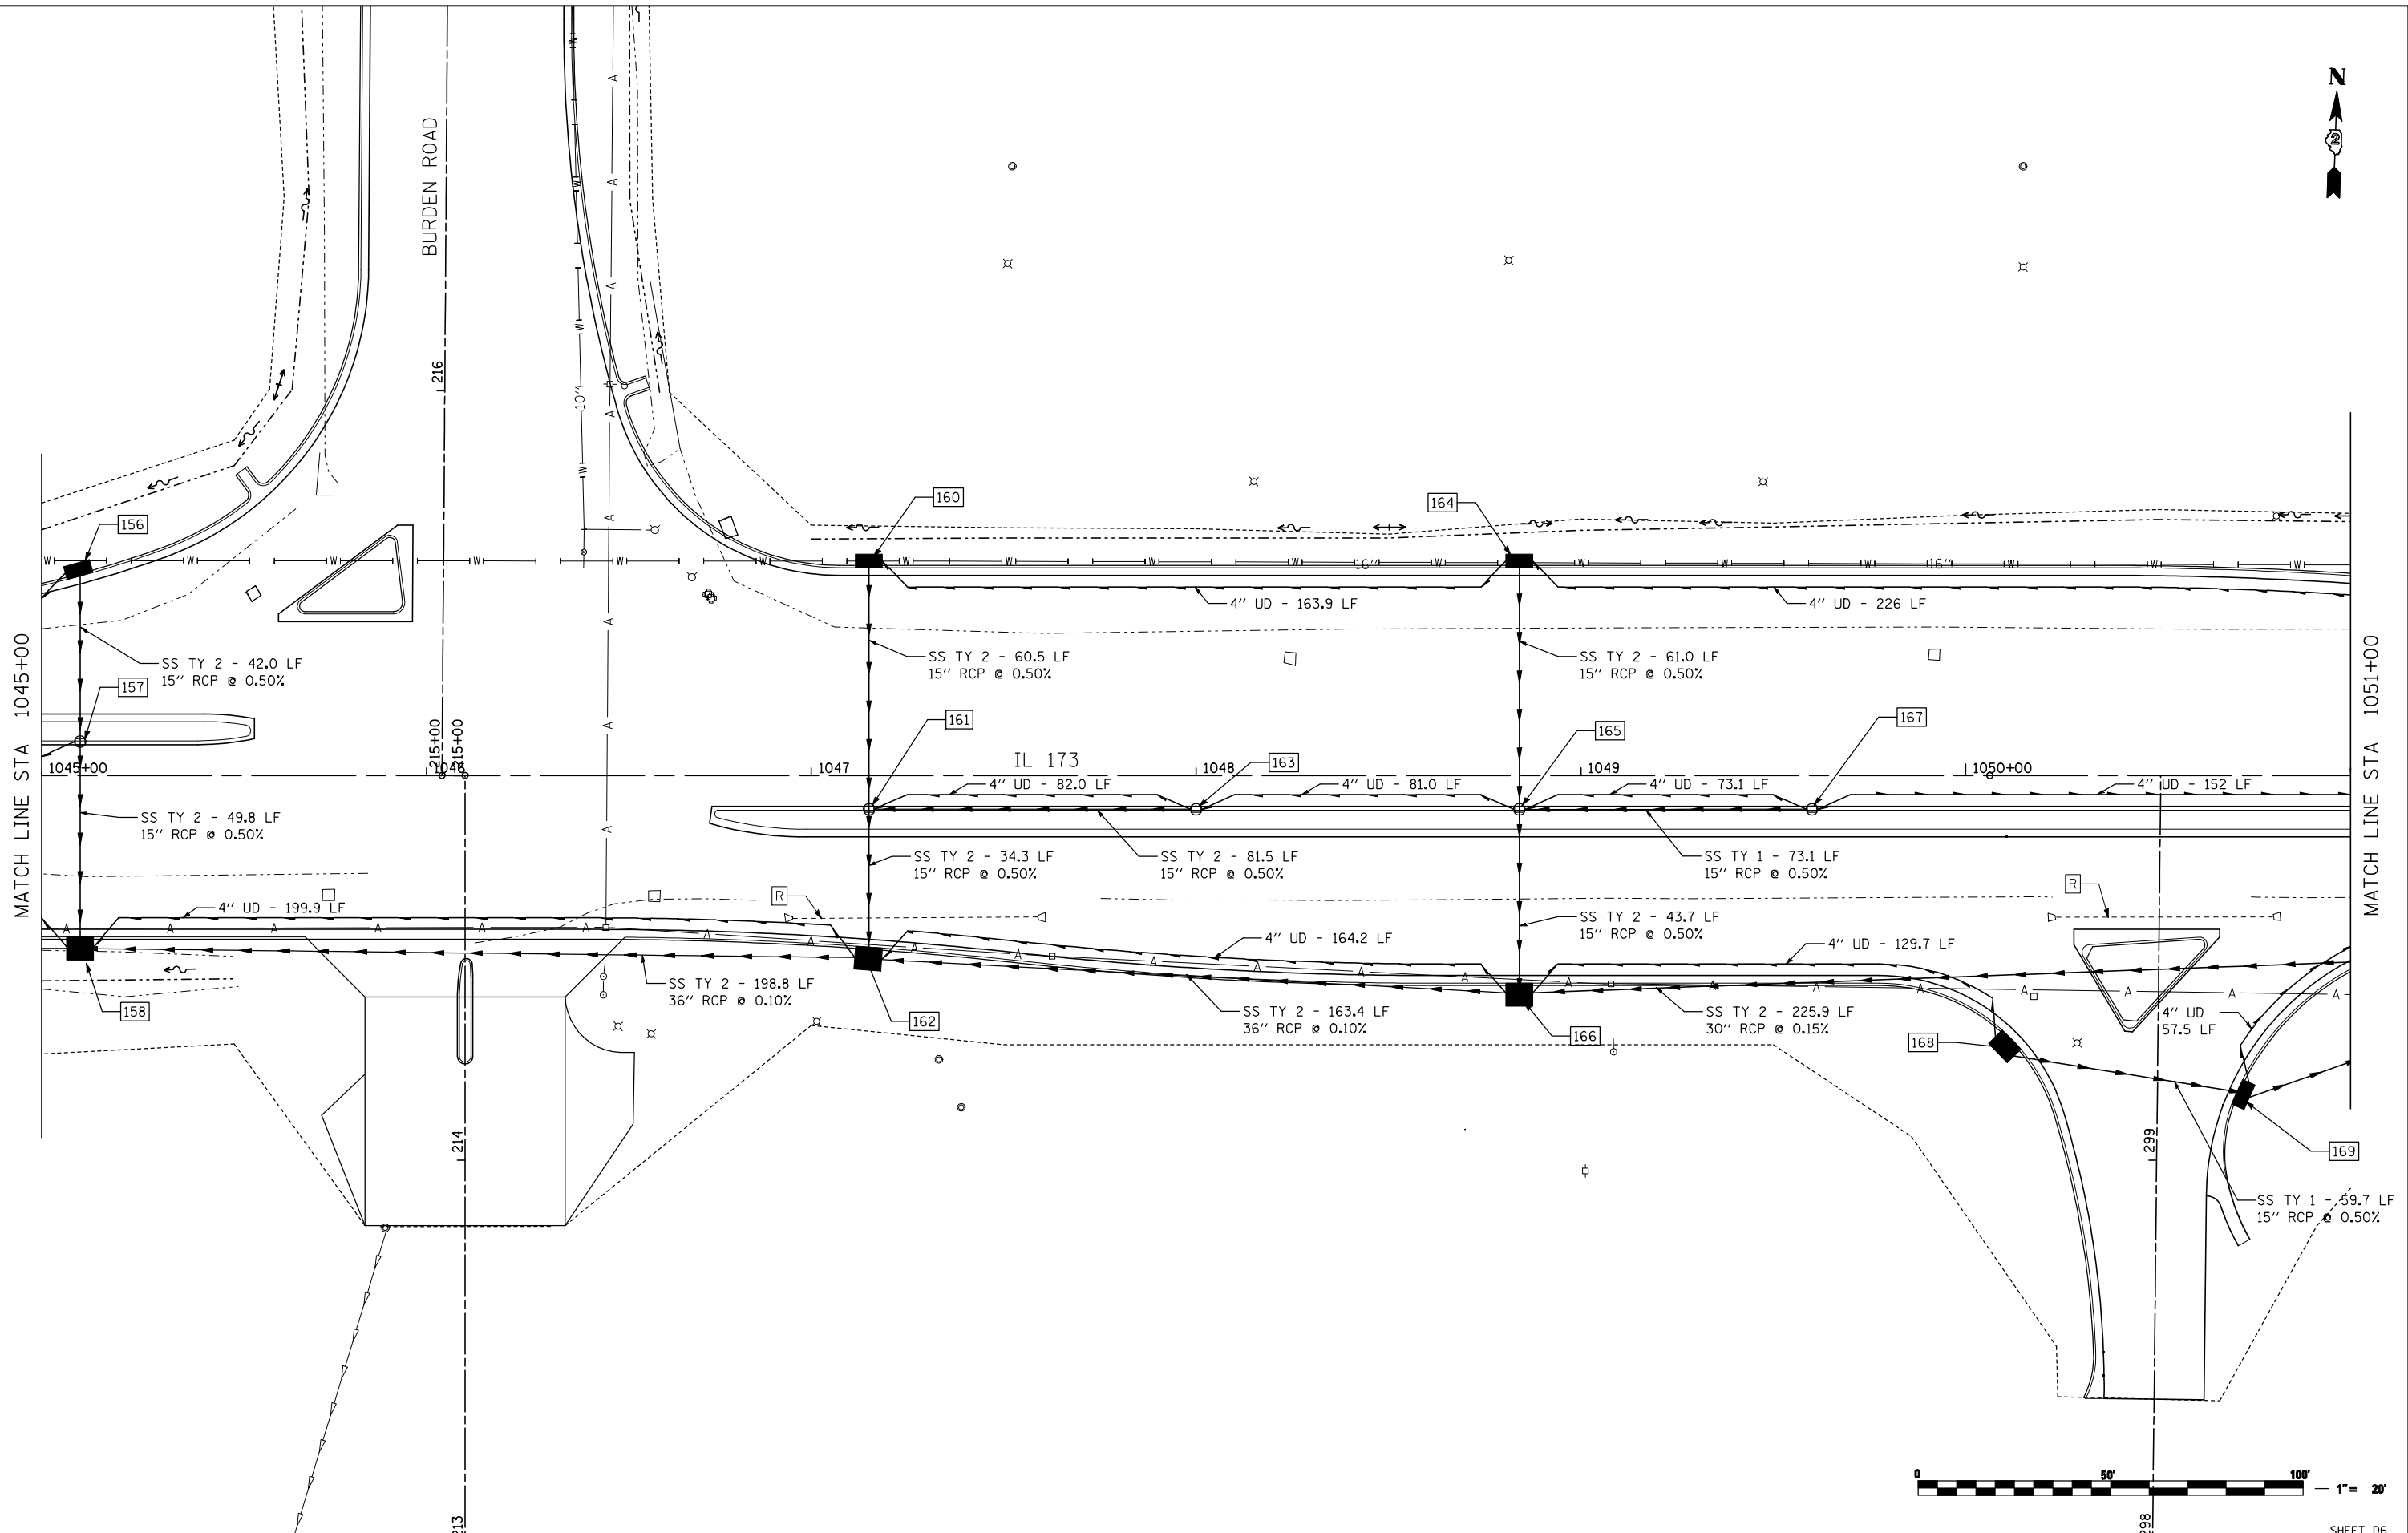 N
2
BURDEN ROAD
216
10"
156
160
164
W
16"
16"
4" UD - 163.9 LF
4" UD - 226 LF
SS TY 2 - 42.0 LF
15" RCP @ 0.50%
157
SS TY 2 - 60.5 LF
15" RCP @ 0.50%
SS TY 2 - 61.0 LF
15" RCP @ 0.50%
MATCH LINE STA 1045+00
MATCH LINE STA 1051+00
161
165
167
215+00
215+00
1045+00
1046
1047
IL 173
1048
163
1049
1050+00
4" UD - 82.0 LF
4" UD - 81.0 LF
4" UD - 73.1 LF
4" UD - 152 LF
SS TY 2 - 49.8 LF
15" RCP @ 0.50%
SS TY 2 - 34.3 LF
15" RCP @ 0.50%
SS TY 2 - 81.5 LF
15" RCP @ 0.50%
SS TY 1 - 73.1 LF
15" RCP @ 0.50%
R
R
4" UD - 199.9 LF
A
SS TY 2 - 43.7 LF
15" RCP @ 0.50%
4" UD - 164.2 LF
4" UD - 129.7 LF
SS TY 2 - 198.8 LF
36" RCP @ 0.10%
158
162
SS TY 2 - 163.4 LF
36" RCP @ 0.10%
166
SS TY 2 - 225.9 LF
30" RCP @ 0.15%
168
4" UD
57.5 LF
214
299
169
SS TY 1 - 59.7 LF
15" RCP @ 0.50%
0
50'
100'
1" = 20'
213
298
SHEET D6